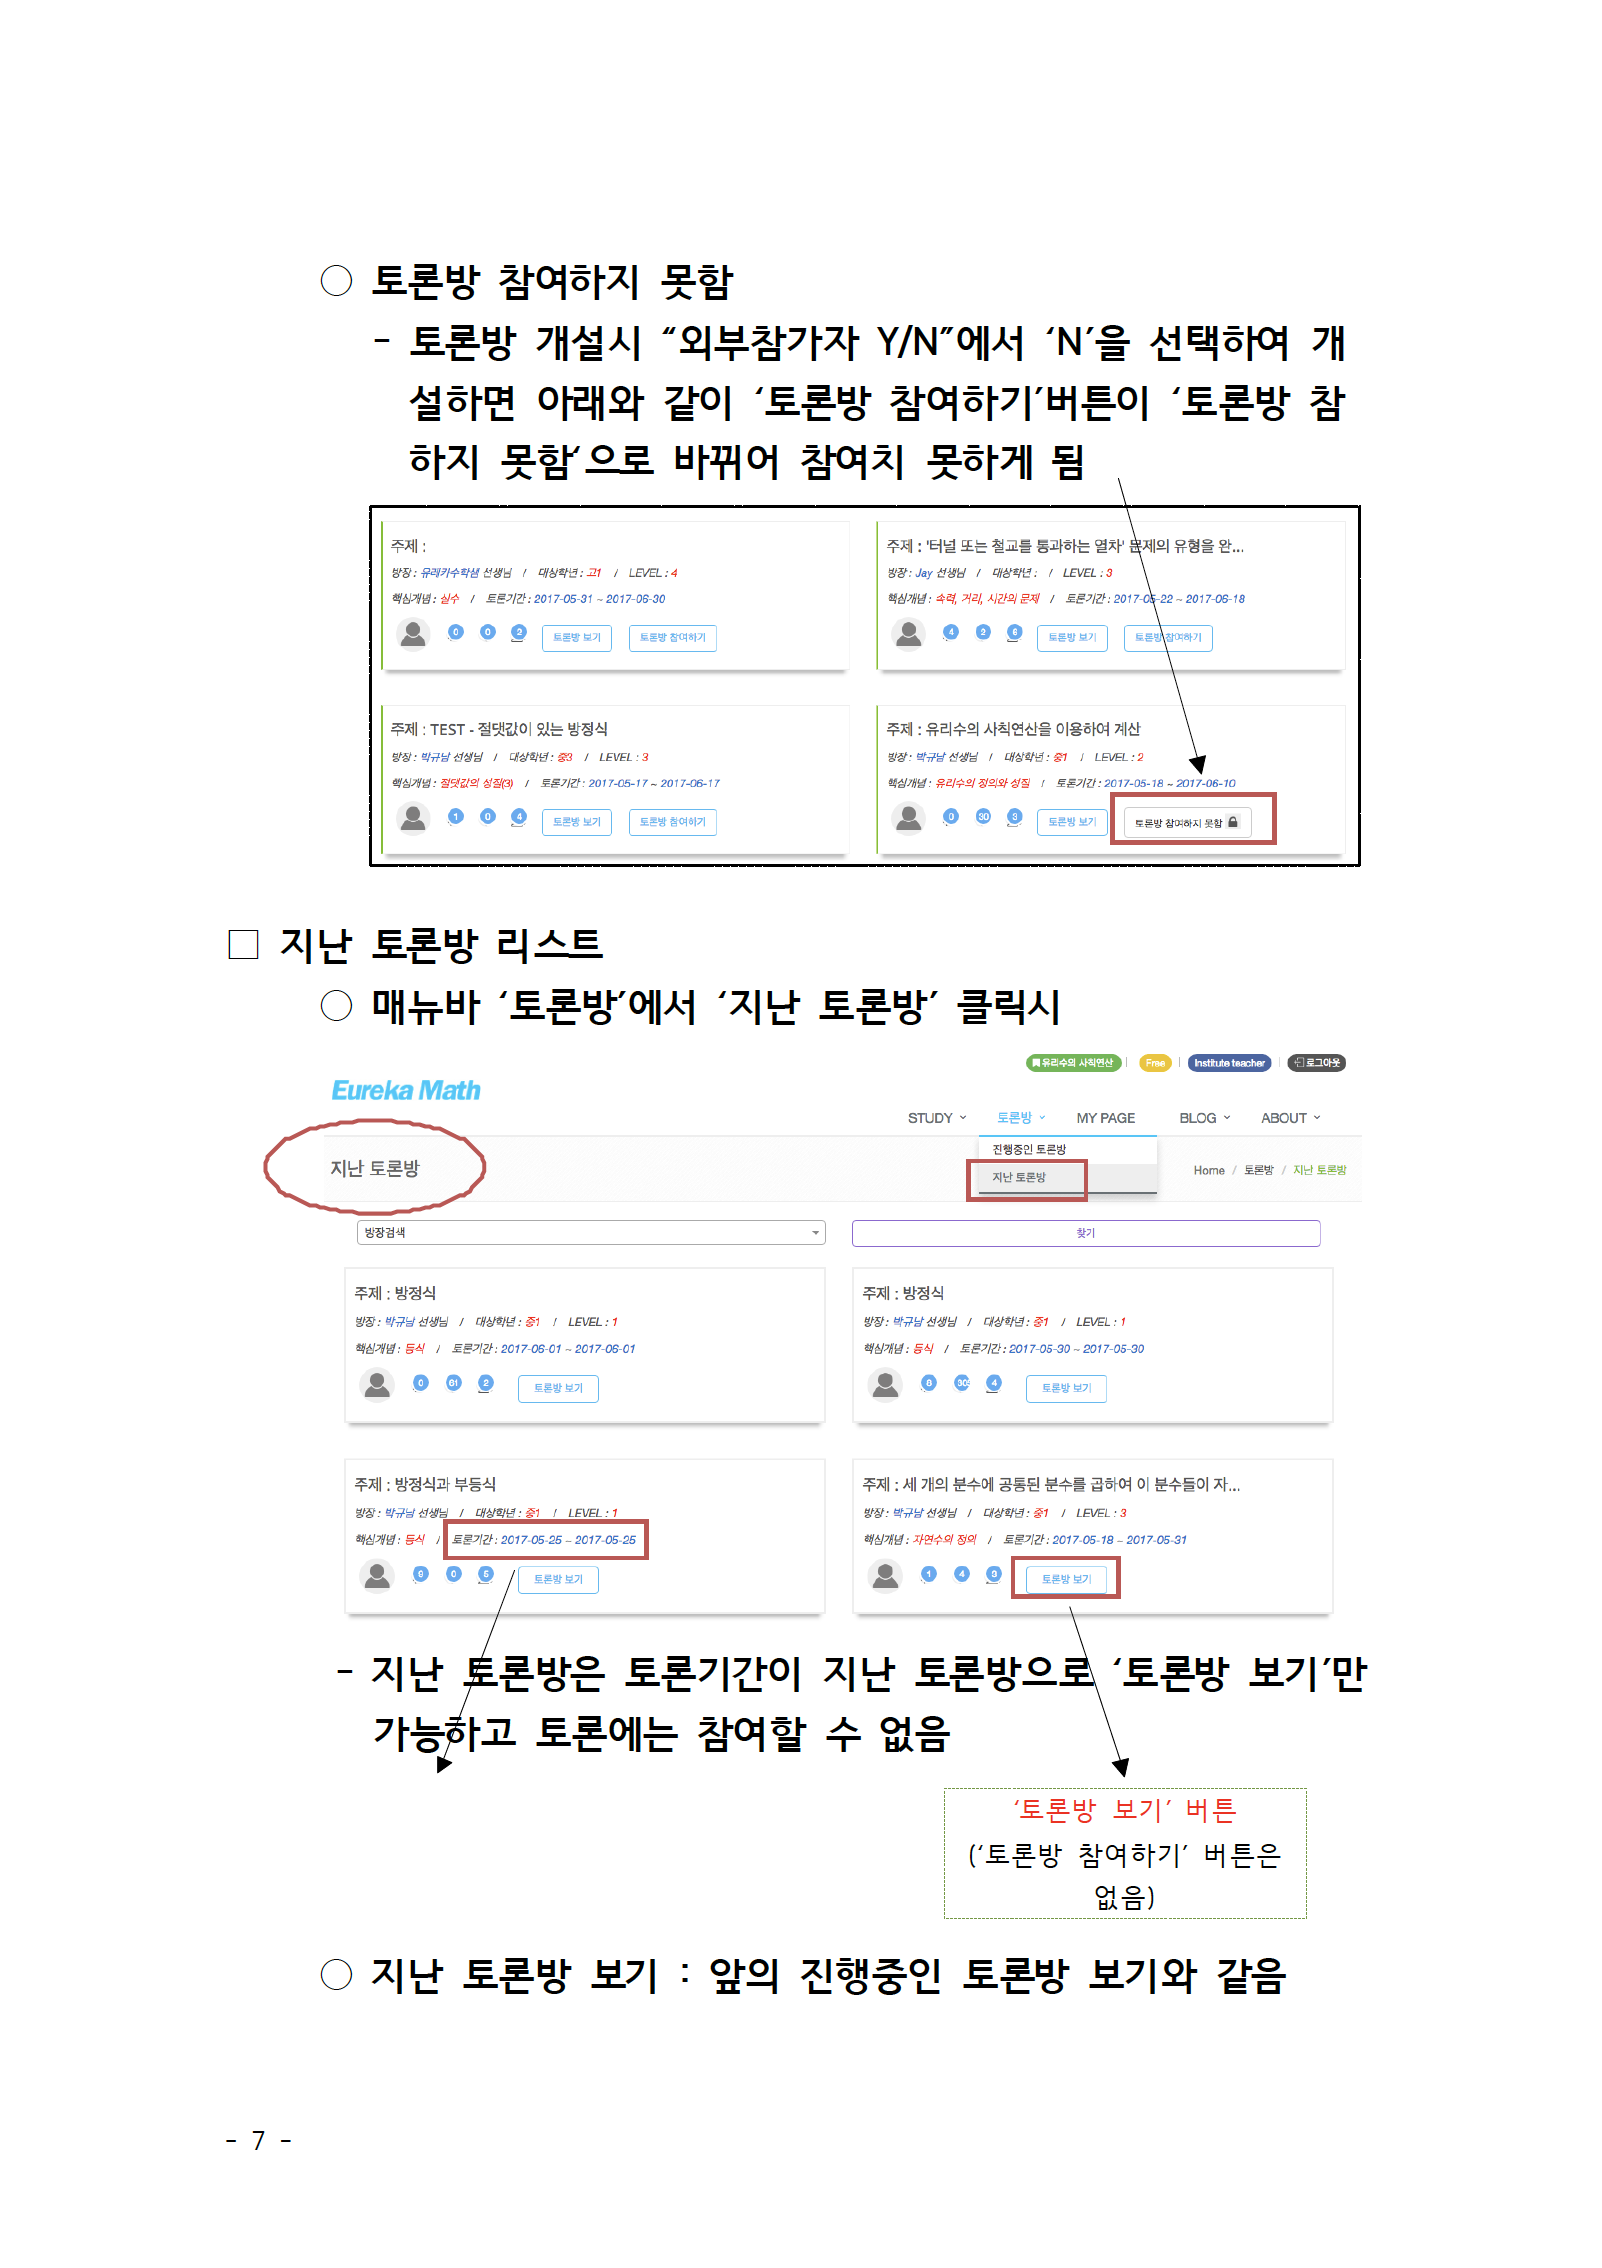 ○ 토론방 참여하지 못함
- 토론방 개설시 “외부참가자 Y/N”에서 ‘N’을 선택하여 개
설하면 아래와 같이 ‘토론방 참여하기’버튼이 ‘토론방 참
하지 못함‘으로 바뀌어 참여치 못하게 됨
주제 :
방장 : 유레카수학샘 선생님 / 대상학년 : 고1 / LEVEL : 4
핵심개념 : 실수 / 토론기간 : 2017-05-31 ~ 2017-06-30
0 0 2 토론방 보기 토론방 참여하기
주제 : '터널 또는 철교를 통과하는 열차' 문제의 유형을 완...
방장 : Jay 선생님 / 대상학년 : / LEVEL : 3
핵심개념 : 속력, 거리, 시간의 문제 / 토론기간 : 2017-05-22 ~ 2017-06-18
4 2 6 토론방 보기 토론방 참여하기
주제 : TEST - 절댓값이 있는 방정식
방장 : 박규남 선생님 / 대상학년 : 중3 / LEVEL : 3
핵심개념 : 절댓값의 성질(3) / 토론기간 : 2017-05-17 ~ 2017-06-17
1 0 4 토론방 보기 토론방 참여하기
주제 : 유리수의 사칙연산을 이용하여 계산
방장 : 박규남 선생님 / 대상학년 : 중1 / LEVEL : 2
핵심개념 : 유리수의 정의와 성질 / 토론기간 : 2017-05-18 ~ 2017-06-10
0 30 3 토론방 보기 토론방 참여하지 못함
□ 지난 토론방 리스트
○ 매뉴바 ‘토론방’에서 ‘지난 토론방’ 클릭시
유리수의 사칙연산 | Free | Institute teacher | 로그아웃
Eureka Math
STUDY 토론방 MY PAGE BLOG ABOUT
진행중인 토론방
지난 토론방
지난 토론방
Home / 토론방 / 지난 토론방
방장검색 찾기
주제 : 방정식
방장 : 박규남 선생님 / 대상학년 : 중1 / LEVEL : 1
핵심개념 : 등식 / 토론기간 : 2017-06-01 ~ 2017-06-01
0 61 2 토론방 보기
주제 : 방정식
방장 : 박규남 선생님 / 대상학년 : 중1 / LEVEL : 1
핵심개념 : 등식 / 토론기간 : 2017-05-30 ~ 2017-05-30
4 토론방 보기
주제 : 방정식과 부등식
방장 : 박규남 선생님 / 대상학년 : 중1 / LEVEL : 1
핵심개념 : 등식 / 토론기간 : 2017-05-25 ~ 2017-05-25
9 0 5 토론방 보기
주제 : 세 개의 분수에 공통된 분수를 곱하여 이 분수들이 자...
방장 : 박규남 선생님 / 대상학년 : 중1 / LEVEL : 3
핵심개념 : 자연수의 정의 / 토론기간 : 2017-05-18 ~ 2017-05-31
1 4 3 토론방 보기
- 지난 토론방은 토론기간이 지난 토론방으로 ‘토론방 보기’만
가능하고 토론에는 참여할 수 없음
‘토론방 보기’ 버튼
(‘토론방 참여하기’ 버튼은
없음)
○ 지난 토론방 보기 : 앞의 진행중인 토론방 보기와 같음
- 7 -